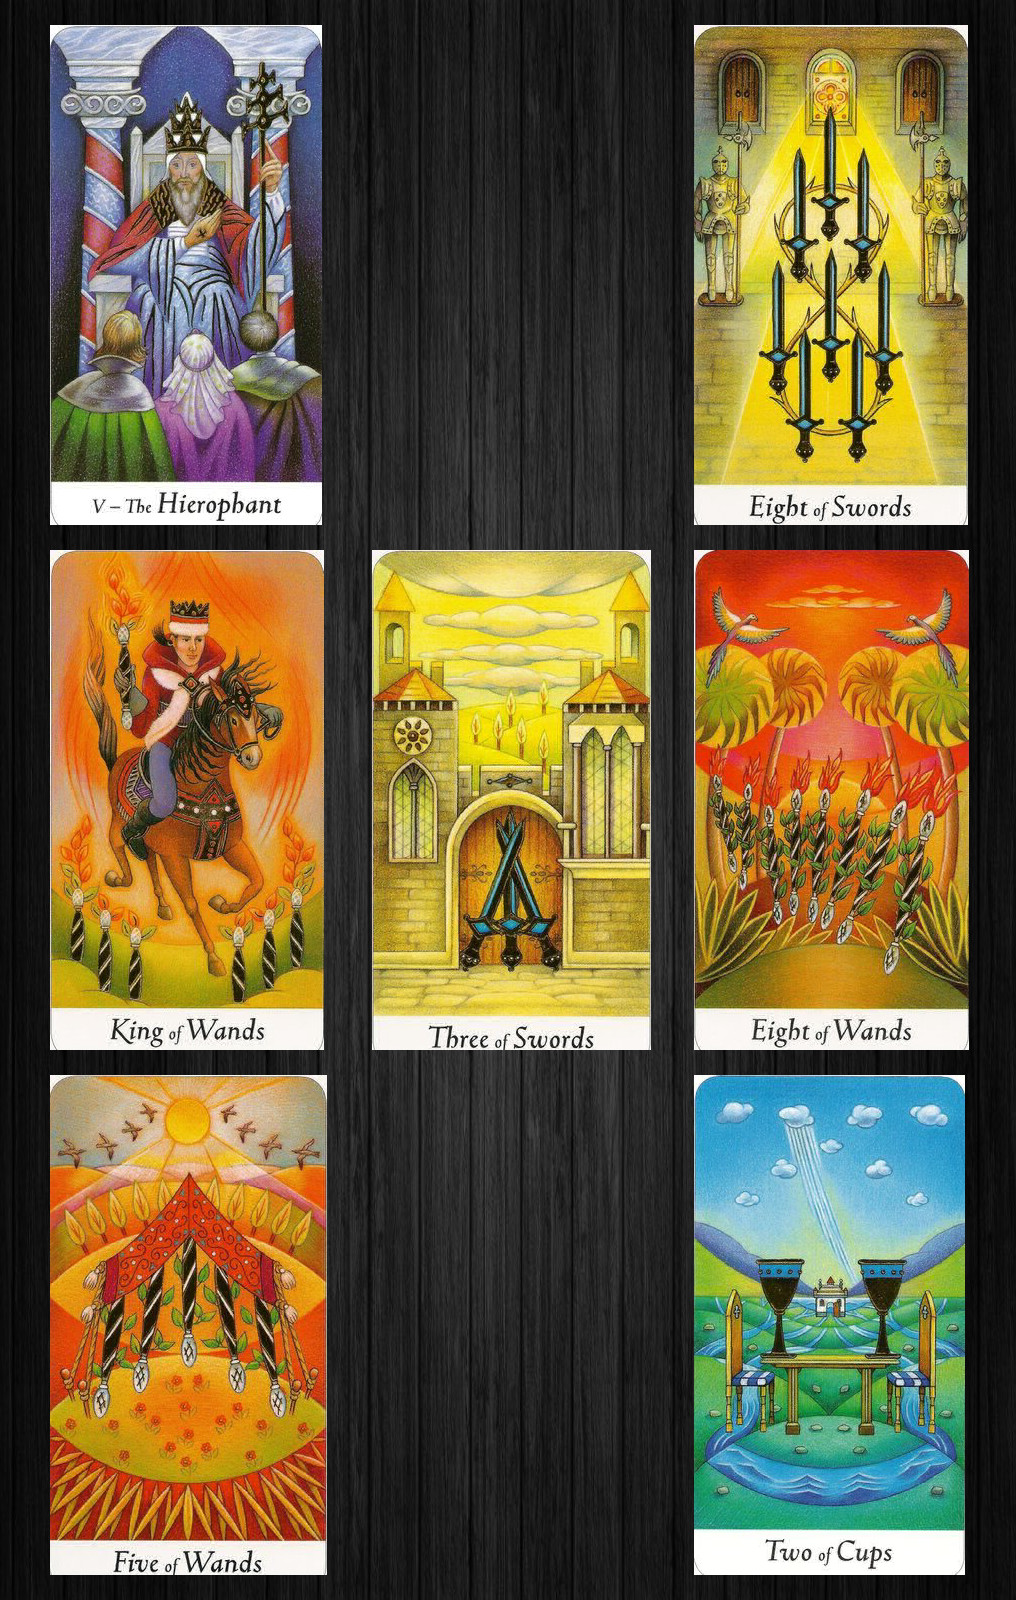 V – The Hierophant
Eight of Swords
King of Wands
Three of Swords
Eight of Wands
Five of Wands
Two of Cups